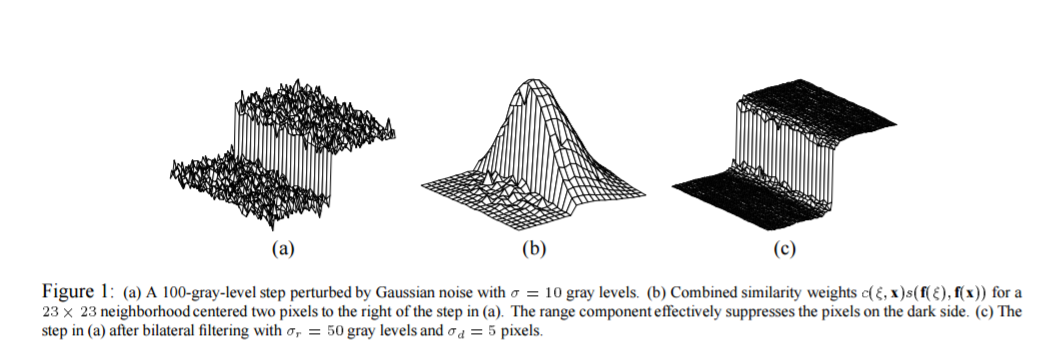 (a) (b) (c)
Figure 1: (a) A 100-gray-level step perturbed by Gaussian noise with σ = 10 gray levels. (b) Combined similarity weights c(ξ, x)s(f(ξ), f(x)) for a
23 × 23 neighborhood centered two pixels to the right of the step in (a). The range component effectively suppresses the pixels on the dark side. (c) The
step in (a) after bilateral filtering with σr = 50 gray levels and σd = 5 pixels.